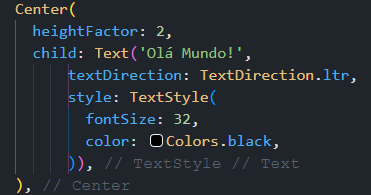 Center(
heightFactor: 2,
child: Text('Olá Mundo!',
textDirection: TextDirection.ltr,
style: TextStyle(
fontSize: 32,
color: Colors.black,
)), // TextStyle // Text
), // Center